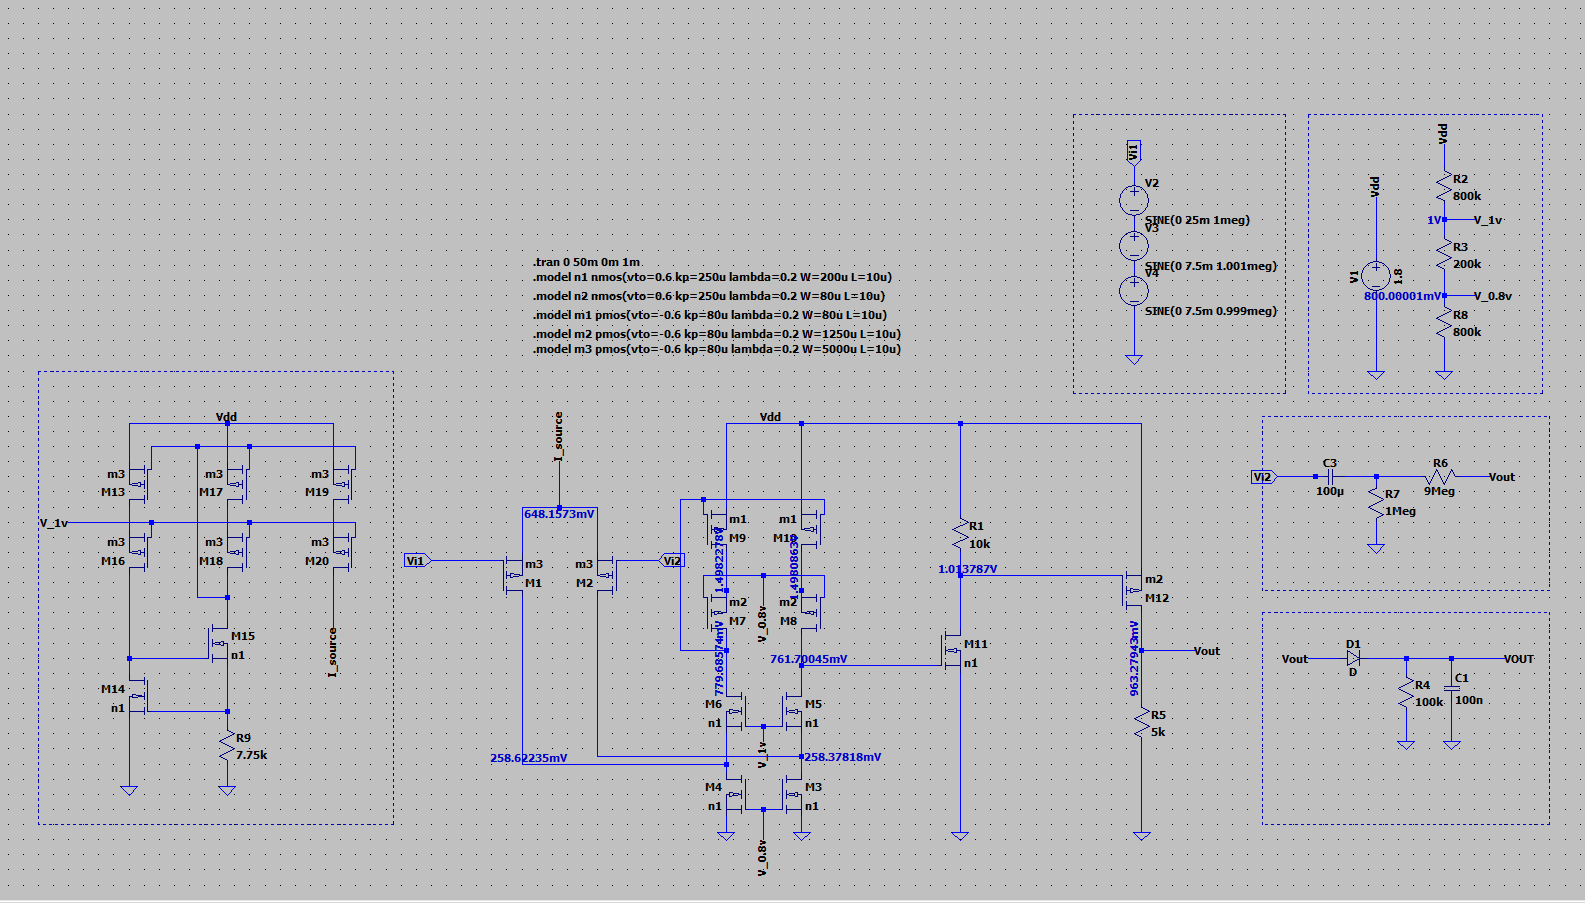 Vi1
V2
SINE(0 25m 1meg)
V3
SINE(0 7.5m 1.001meg)
V4
SINE(0 7.5m 0.999meg)
Vdd
V1
1.8
Vdd
R2
800k
1V
V_1v
R3
200k
800.00001mV
V_0.8v
R8
800k
.tran 0 50m 0m 1m
.model n1 nmos(vto=0.6 kp=250u lambda=0.2 W=200u L=10u)
.model n2 nmos(vto=0.6 kp=250u lambda=0.2 W=80u L=10u)
.model m1 pmos(vto=-0.6 kp=80u lambda=0.2 W=80u L=10u)
.model m2 pmos(vto=-0.6 kp=80u lambda=0.2 W=1250u L=10u)
.model m3 pmos(vto=-0.6 kp=80u lambda=0.2 W=5000u L=10u)
Vdd
m3
M13
m3
M17
m3
M19
V_1v
m3
M16
m3
M18
m3
M20
M15
n1
I_source
M14
n1
R9
7.75k
I_source
648.1573mV
Vi1
m3
M1
m3
M2
Vi2
258.62235mV
258.37818mV
Vdd
m1
M9
m1
M10
m2
M7
m2
M8
V_0.8v
779.68574mV
761.70045mV
M6
n1
M5
n1
V_1v
M4
n1
M3
n1
V_0.8v
R1
10k
1.013787V
M11
n1
m2
M12
963.27943mV
Vout
R5
5k
Vi2
C3
100µ
R7
1Meg
R6
9Meg
Vout
Vout
D1
D
R4
100k
C1
100n
VOUT